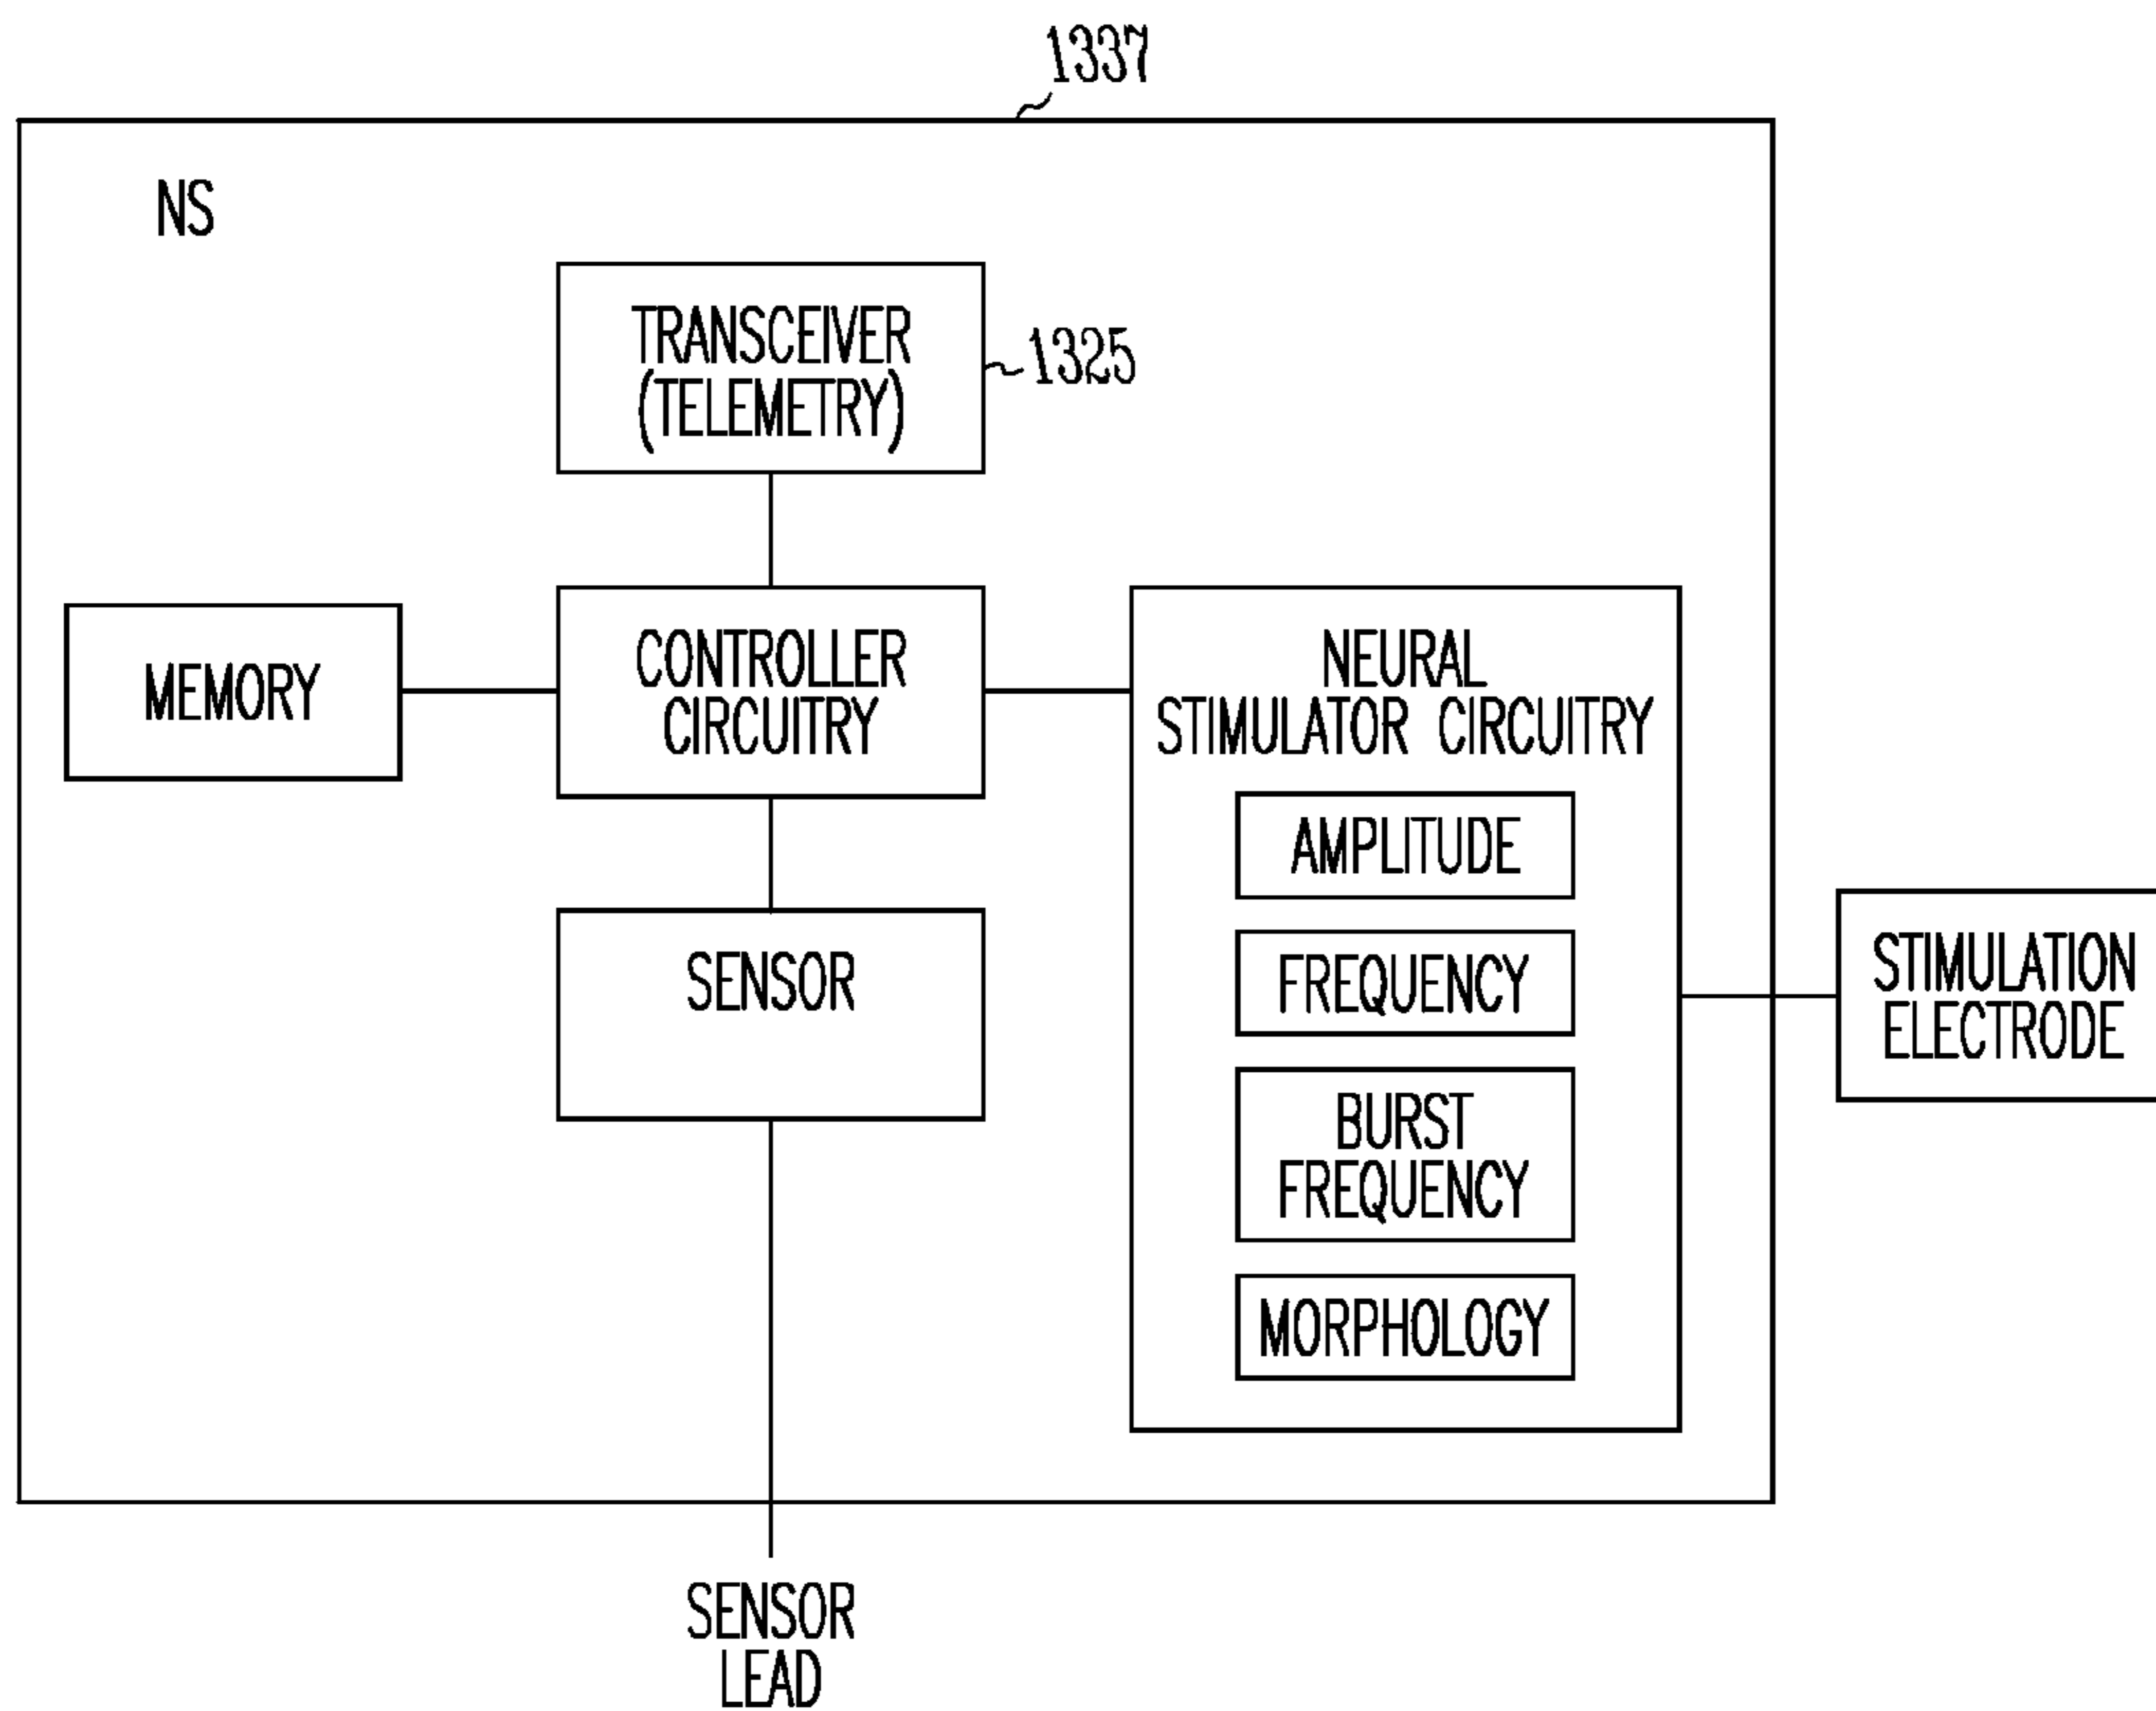 1337
NS
TRANSCEIVER
(TELEMETRY)
1325
MEMORY
CONTROLLER
CIRCUITRY
NEURAL
STIMULATOR CIRCUITRY
AMPLITUDE
FREQUENCY
BURST
FREQUENCY
MORPHOLOGY
SENSOR
STIMULATION
ELECTRODE
SENSOR
LEAD